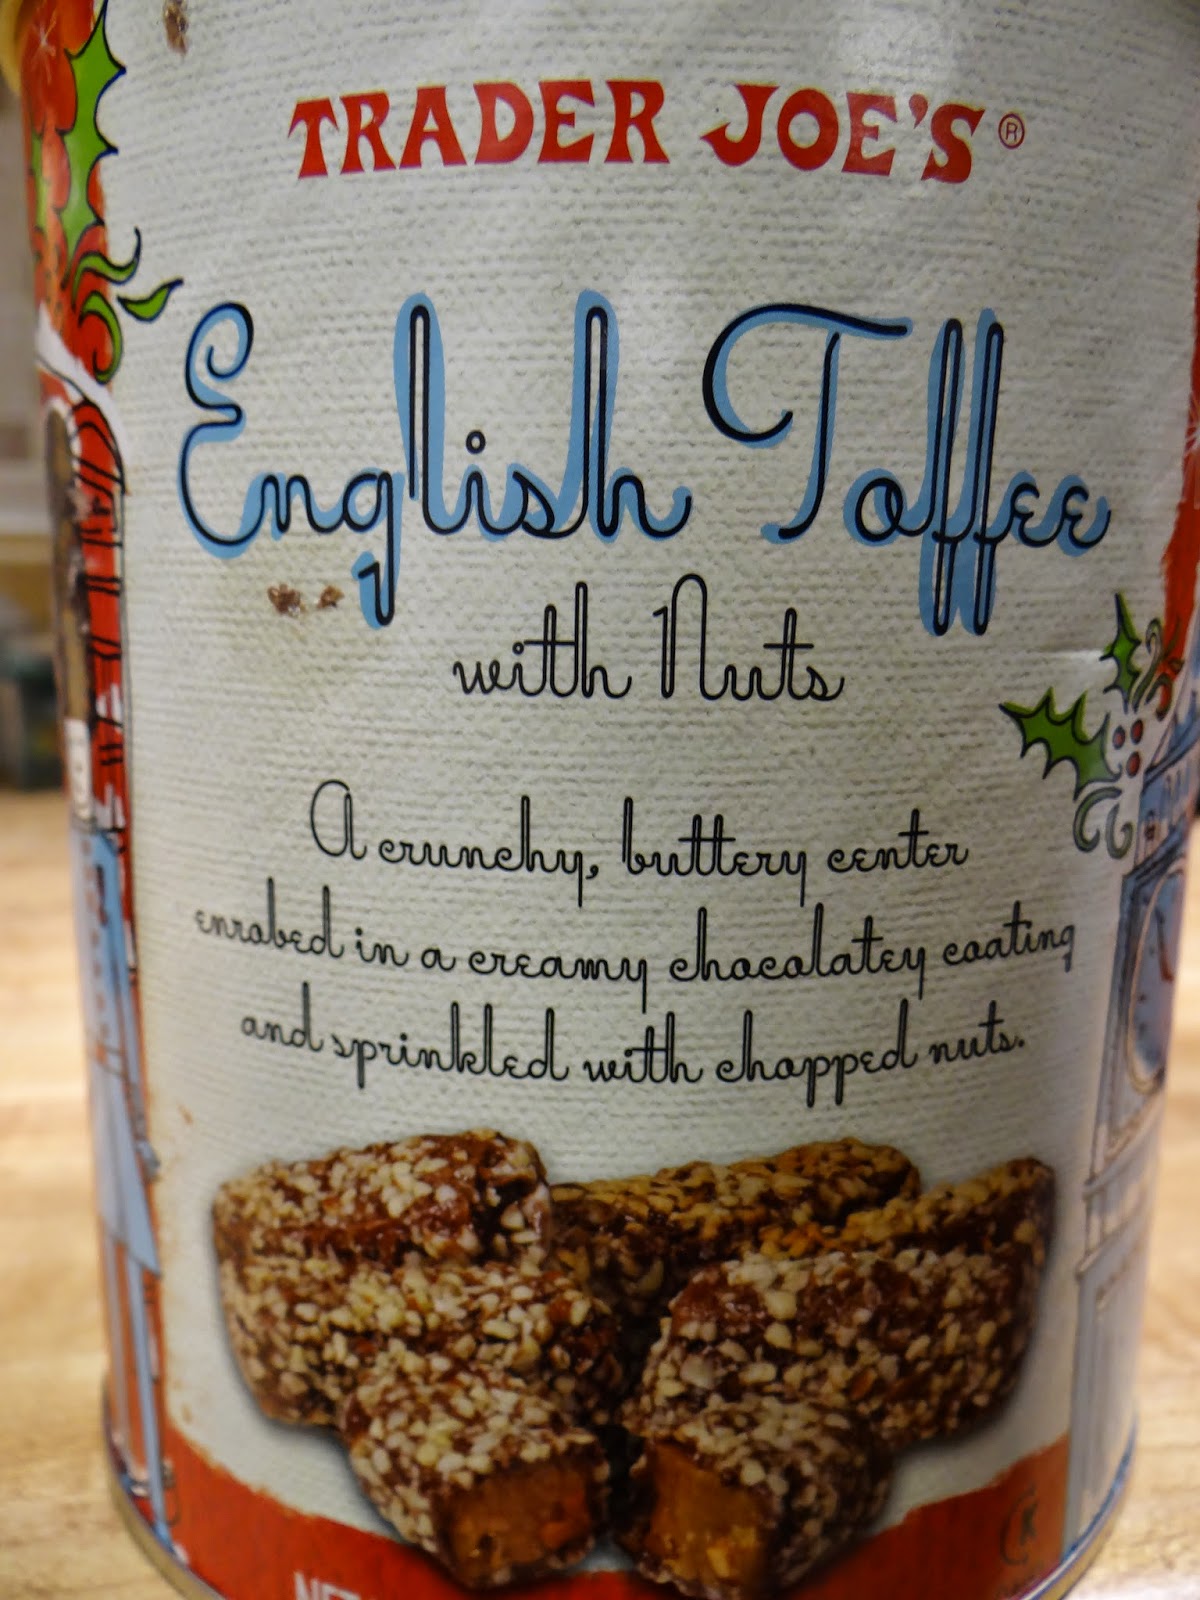 TRADER JOE'S®
English Toffee
with Nuts
A crunchy, buttery center
enrobed in a creamy chocolatey coating
and sprinkled with chopped nuts.
K
NET